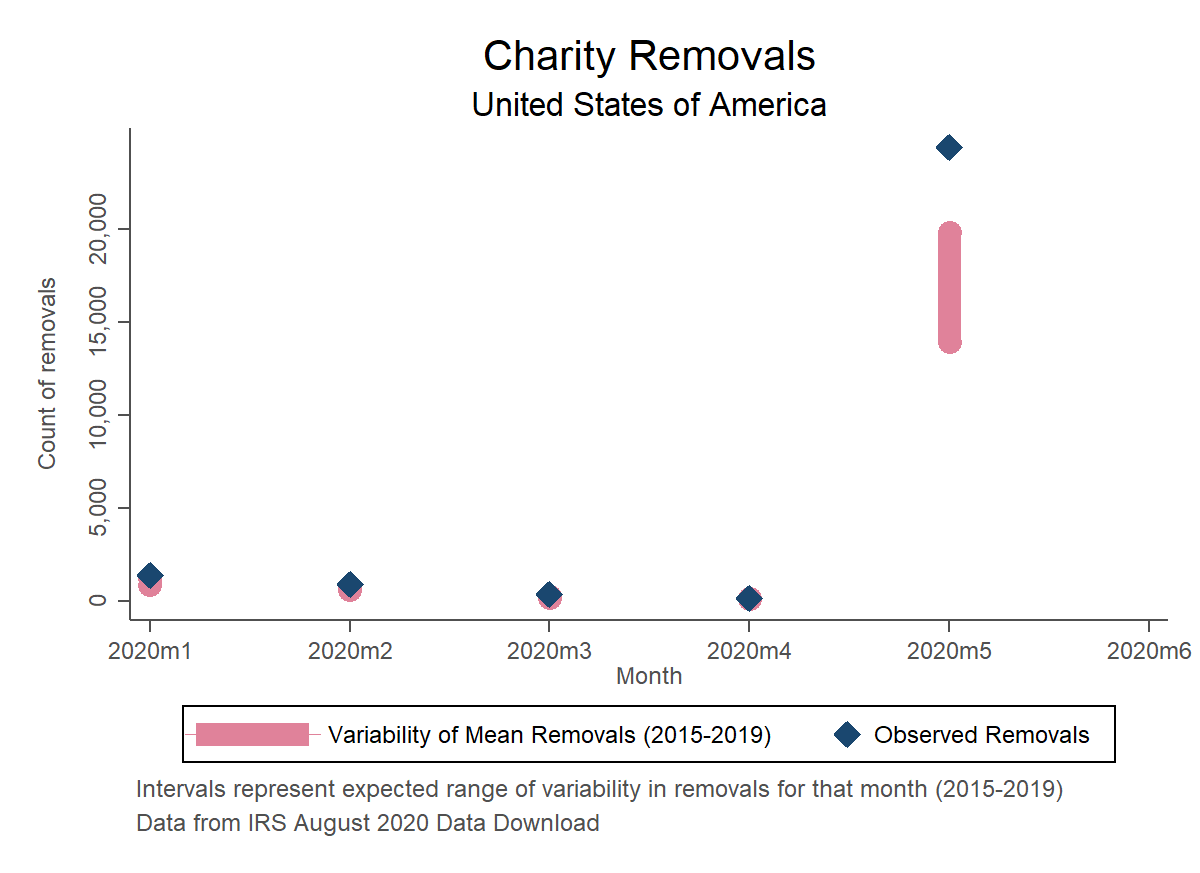 Charity Removals
United States of America
Count of removals
20,000
15,000
10,000
5,000
0
2020m1 2020m2 2020m3 2020m4 2020m5 2020m6
Month
Variability of Mean Removals (2015-2019) Observed Removals
Intervals represent expected range of variability in removals for that month (2015-2019)
Data from IRS August 2020 Data Download